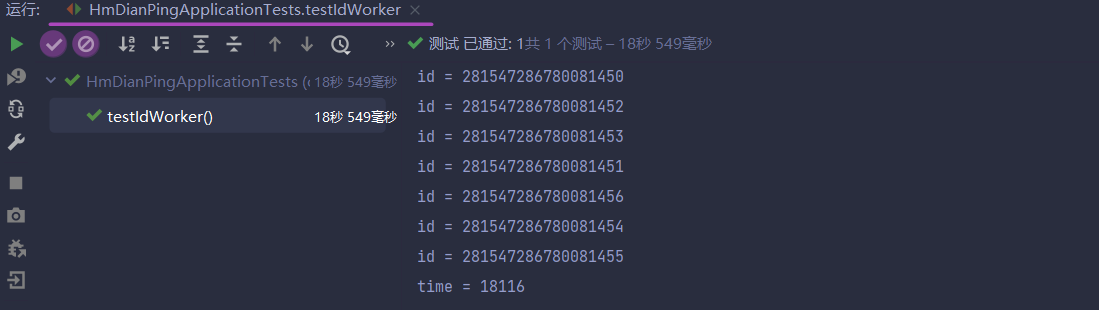 运行: HmDianPingApplicationTests.testIdWorker
测试 已通过: 1共 1 个测试 – 18秒 549毫秒
HmDianPingApplicationTests (c 18秒 549毫秒
testIdWorker() 18秒 549毫秒
id = 281547286780081450
id = 281547286780081452
id = 281547286780081453
id = 281547286780081451
id = 281547286780081456
id = 281547286780081454
id = 281547286780081455
time = 18116